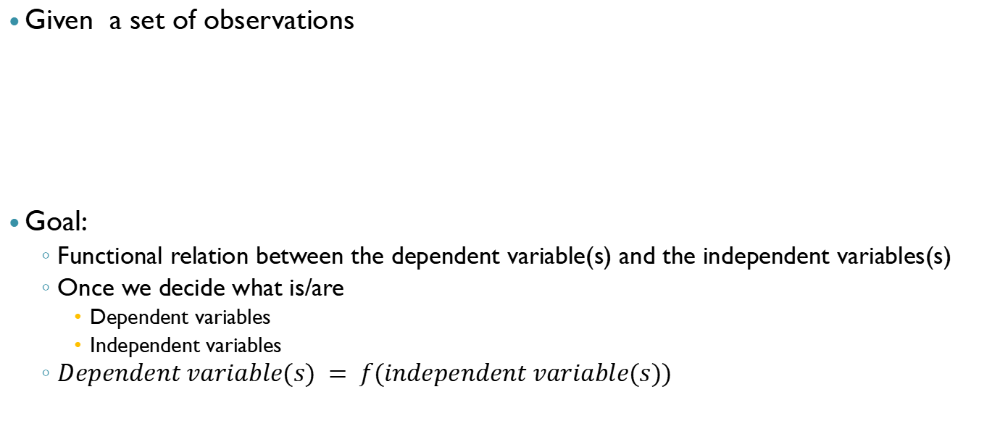 • Given a set of observations
• Goal:
◦ Functional relation between the dependent variable(s) and the independent variables(s)
◦ Once we decide what is/are
• Dependent variables
• Independent variables
◦ Dependent variable(s) = f(independent variable(s))